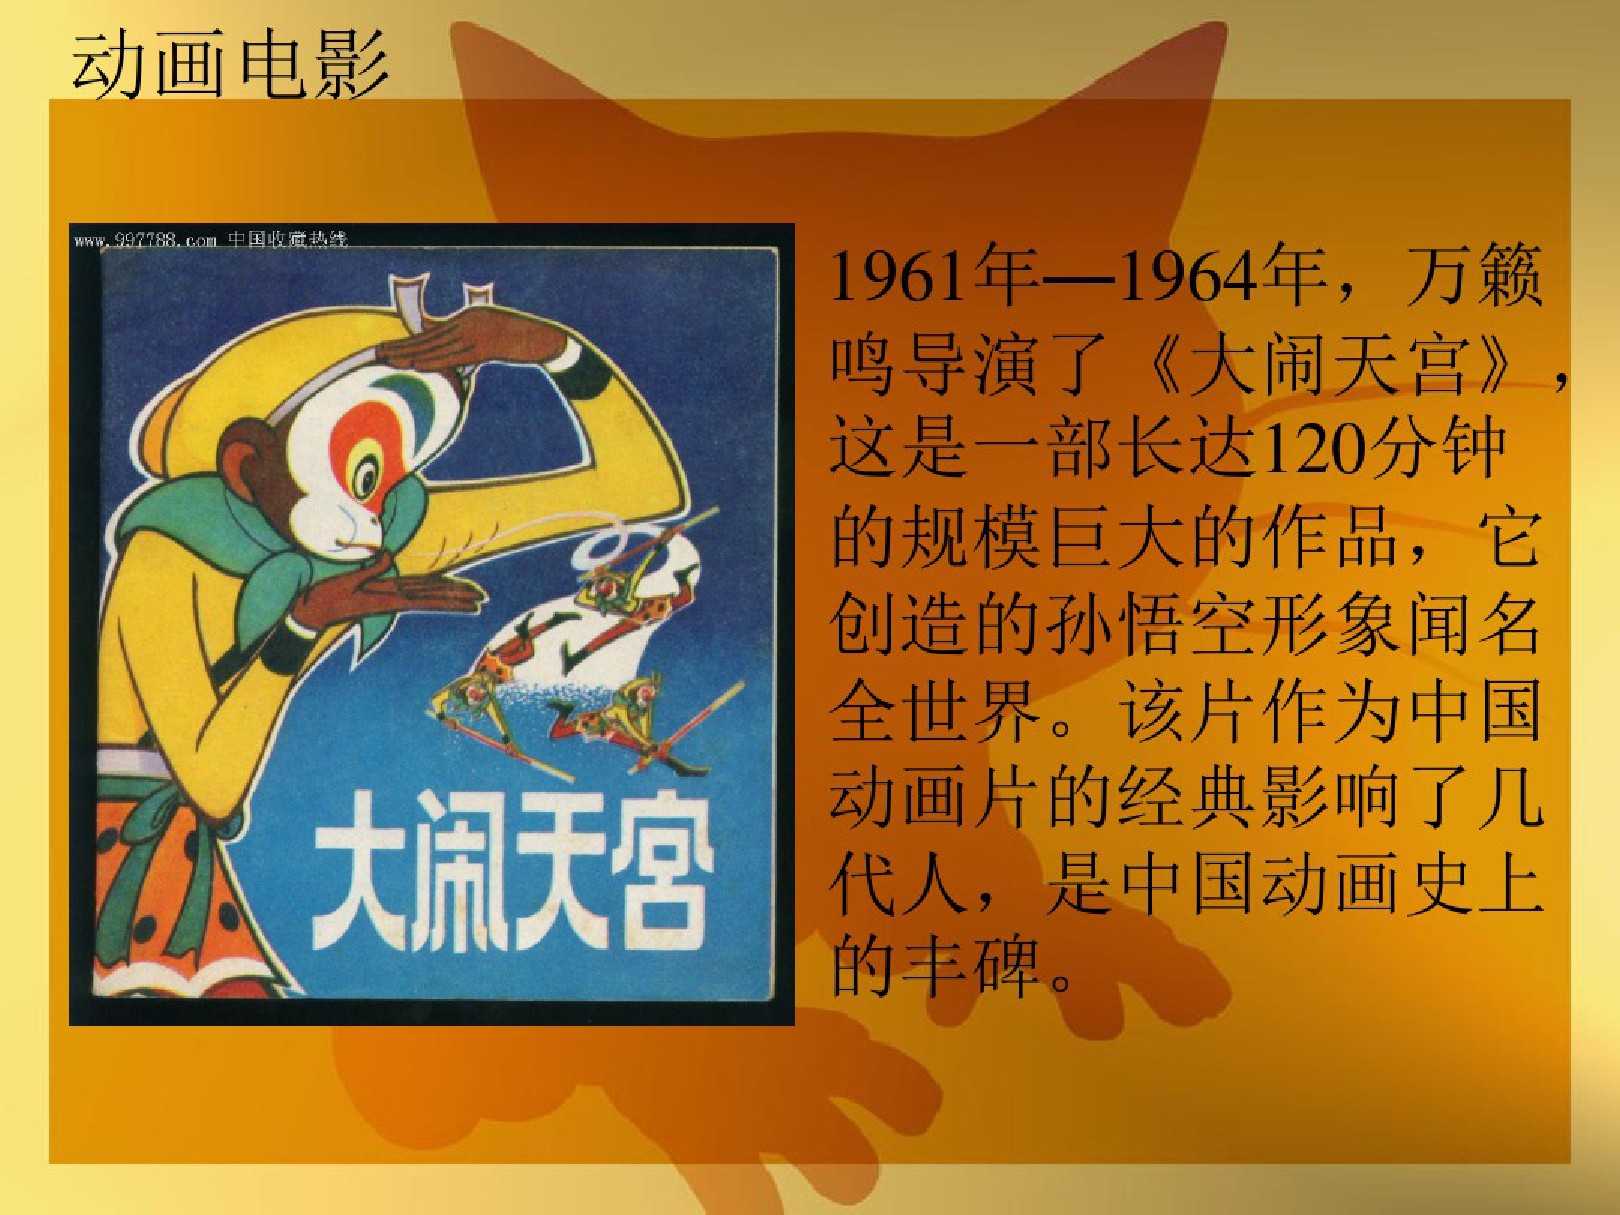 动画电影
www.997788.com 中国收藏热线
大闹天宫
1961年—1964年，万籁
鸣导演了《大闹天宫》，
这是一部长达120分钟
的规模巨大的作品，它
创造的孙悟空形象闻名
全世界。该片作为中国
动画片的经典影响了几
代人，是中国动画史上
的丰碑。